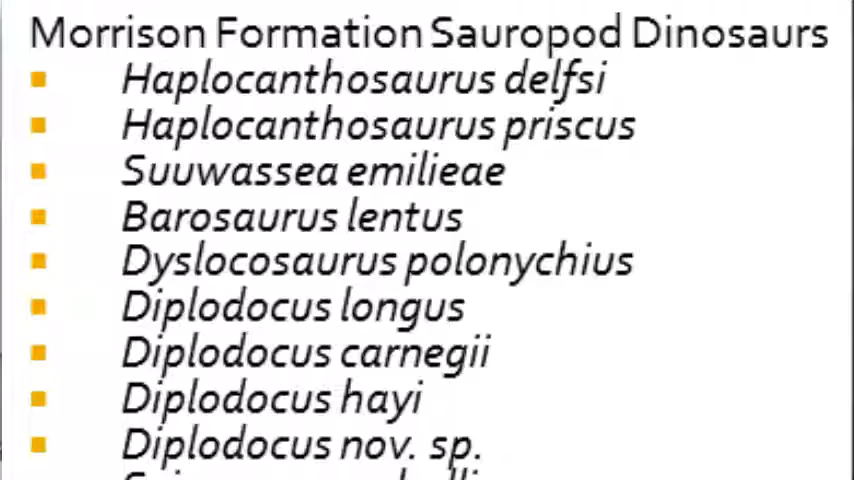 Morrison Formation Sauropod Dinosaurs
Haplocanthosaurus delfsi
Haplocanthosaurus priscus
Suuwassea emilieae
Barosaurus lentus
Dyslocosaurus polonychius
Diplodocus longus
Diplodocus carnegii
Diplodocus hayi
Diplodocus nov. sp.